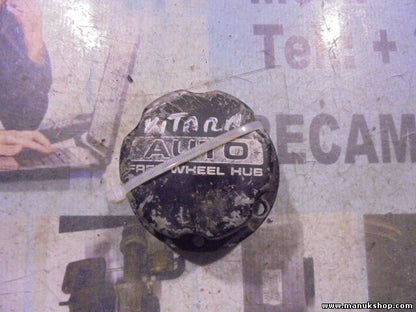 Tel.: +
RECAM
VITARA
AUTO
FREE WHEEL HUB
www.manukshop.com